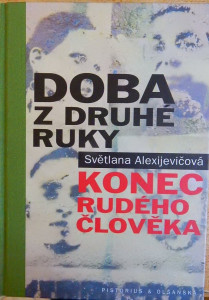 DOBA
Z DRUHÉ
RUKY
Světlana Alexijevičová
KONEC
RUDÉHO
ČLOVĚKA
PISTORIUS & OLŠANSKÁ